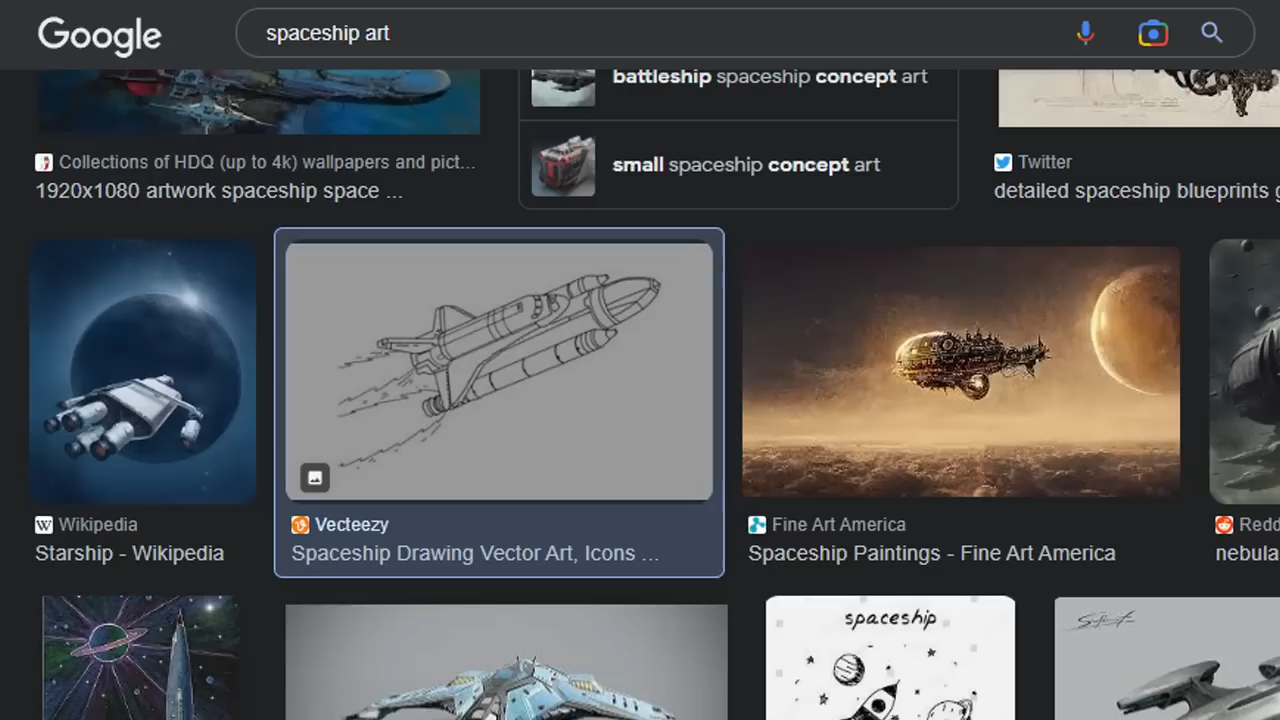 Google
spaceship art
battleship spaceship concept art
small spaceship concept art
Collections of HDQ (up to 4k) wallpapers and pict...
1920x1080 artwork spaceship space ...
Twitter
detailed spaceship blueprints
W Wikipedia
Starship - Wikipedia
Vecteezy
Spaceship Drawing Vector Art, Icons ...
Fine Art America
Spaceship Paintings - Fine Art America
Redd
nebula
spaceship